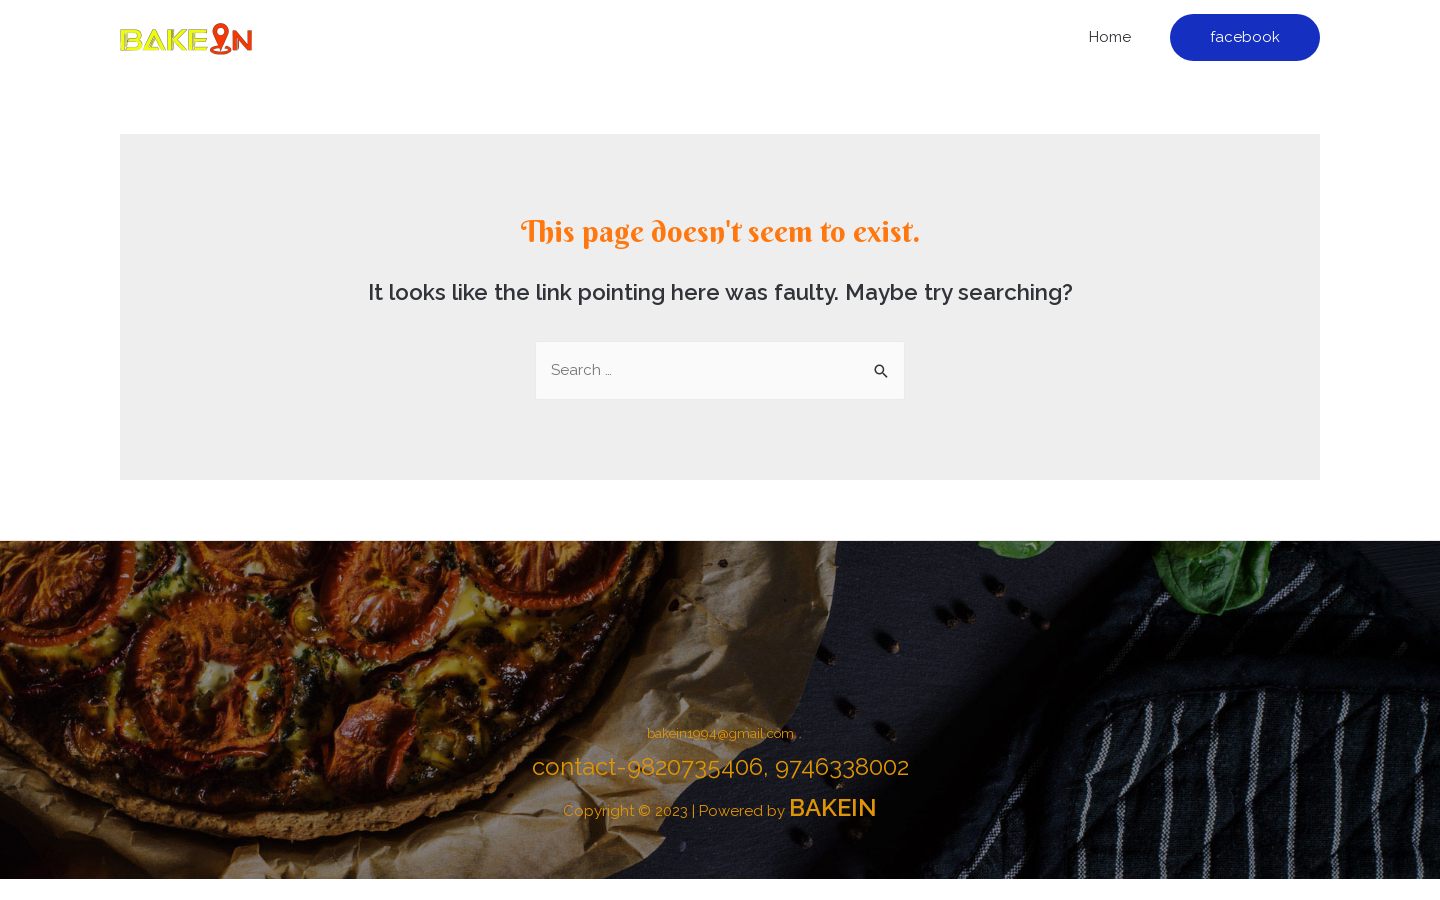 BAKEIN
Home
facebook
This page doesn't seem to exist.
It looks like the link pointing here was faulty. Maybe try searching?
Search …
bakein1994@gmail.com .
contact-9820735406, 9746338002
Copyright © 2023 | Powered by BAKEIN